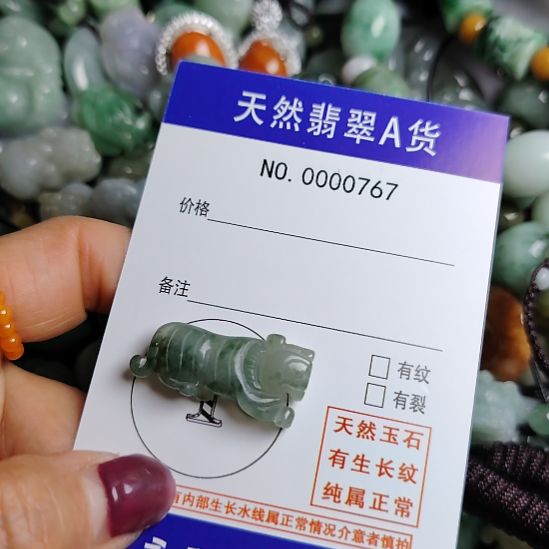 天然翡翠A货
NO. 0000767
价格
备注
有纹
有裂
天然玉石
有生长纹
纯属正常
内部生长水线属正常情况介意者慎拍